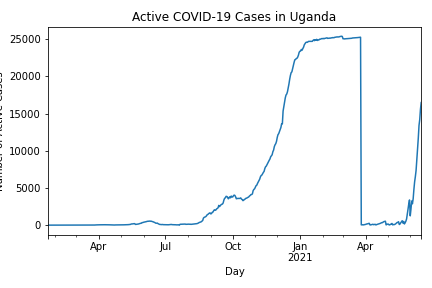 Active COVID-19 Cases in Uganda
25000
20000
15000
10000
5000
0
Apr
Jul
Oct
Jan
2021
Apr
Day